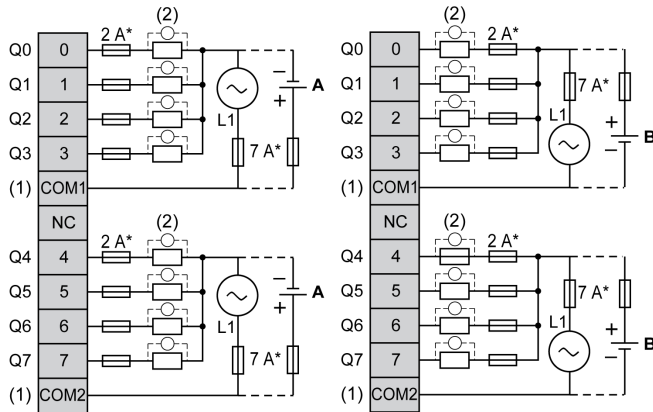 (2) (2)
Q0 0 2 A* Q0 0 2 A*
Q1 1 A Q1 1 7 A*
Q2 2 L1 Q2 2 L1
Q3 3 7 A* Q3 3 B
(1) COM1 (1) COM1
NC NC
(2) (2)
Q4 4 2 A* Q4 4 2 A*
Q5 5 A Q5 5 7 A*
Q6 6 L1 Q6 6 L1
Q7 7 7 A* Q7 7 B
(1) COM2 (1) COM2